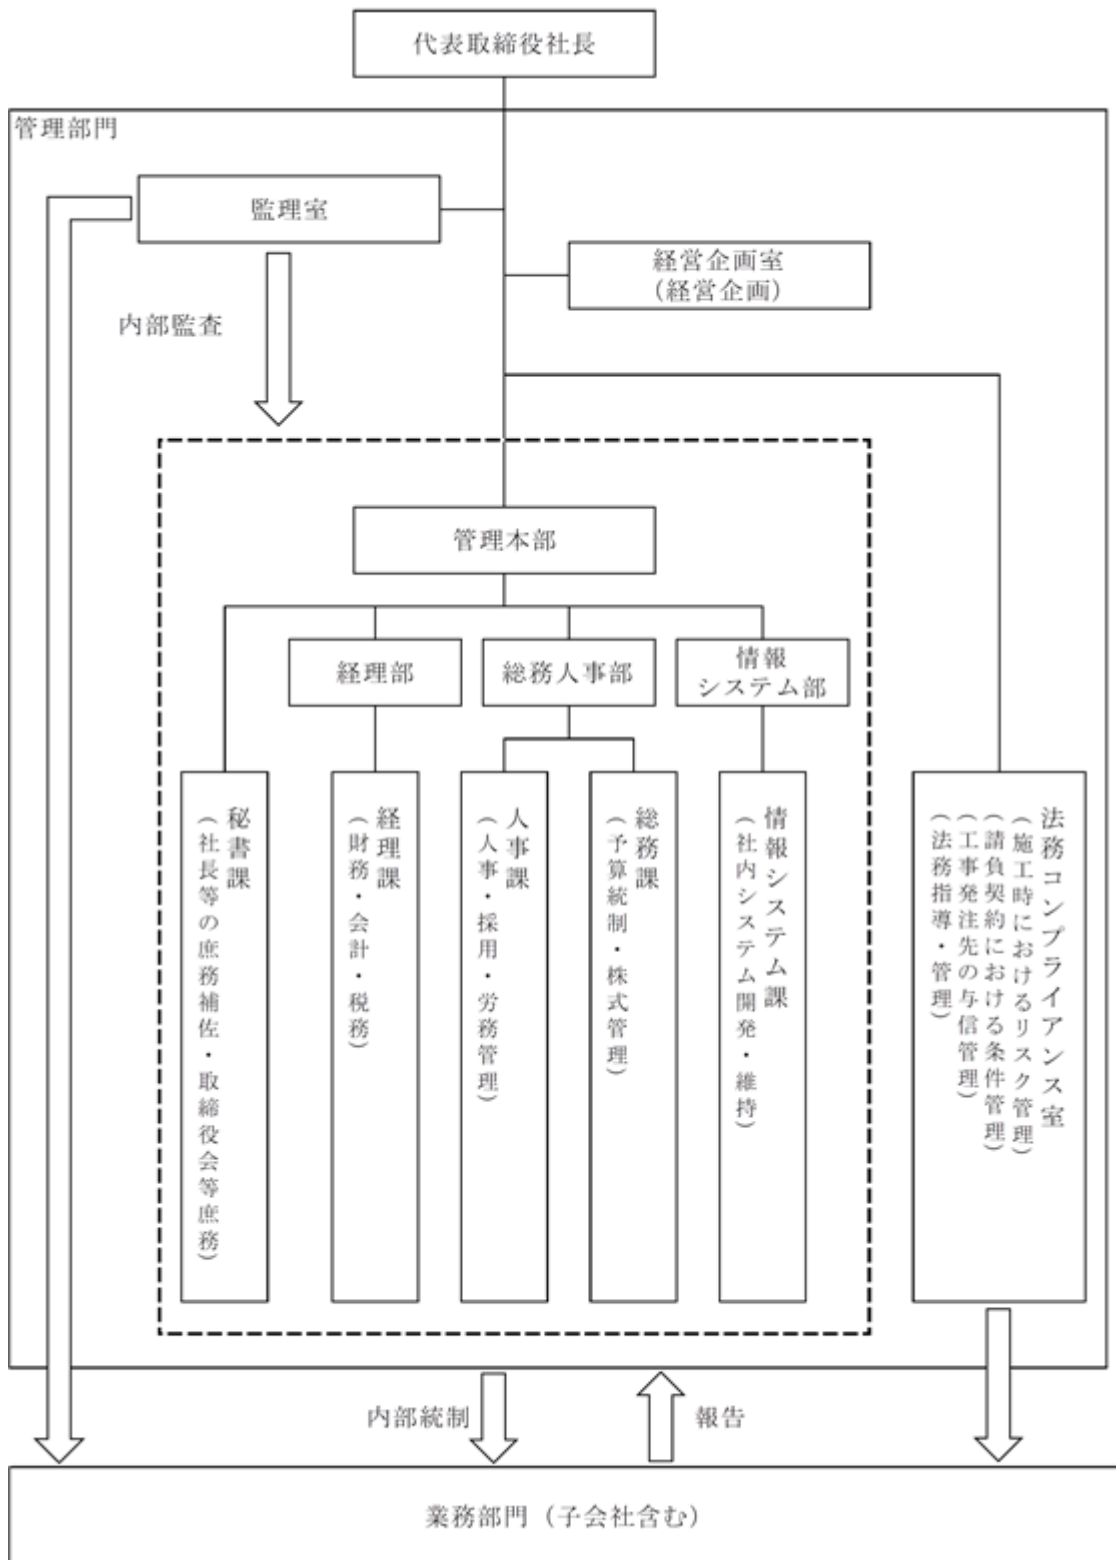 代表取締役社長
管理部門
監理室
経営企画室
(経営企画)
内部監査
管理本部
経理部
総務人事部
情報
システム部
秘書課
(社長等の庶務補佐・取締役会等庶務)
経理課
(財務・会計・税務)
人事課
(人事・採用・労務管理)
総務課
(予算統制・株式管理)
情報システム課
(社内システム開発・維持)
法務コンプライアンス室
(施工時におけるリスク管理)
(請負契約における条件管理)
(工事発注先の与信管理)
(法務指導・管理)
内部統制
報告
業務部門(子会社含む)